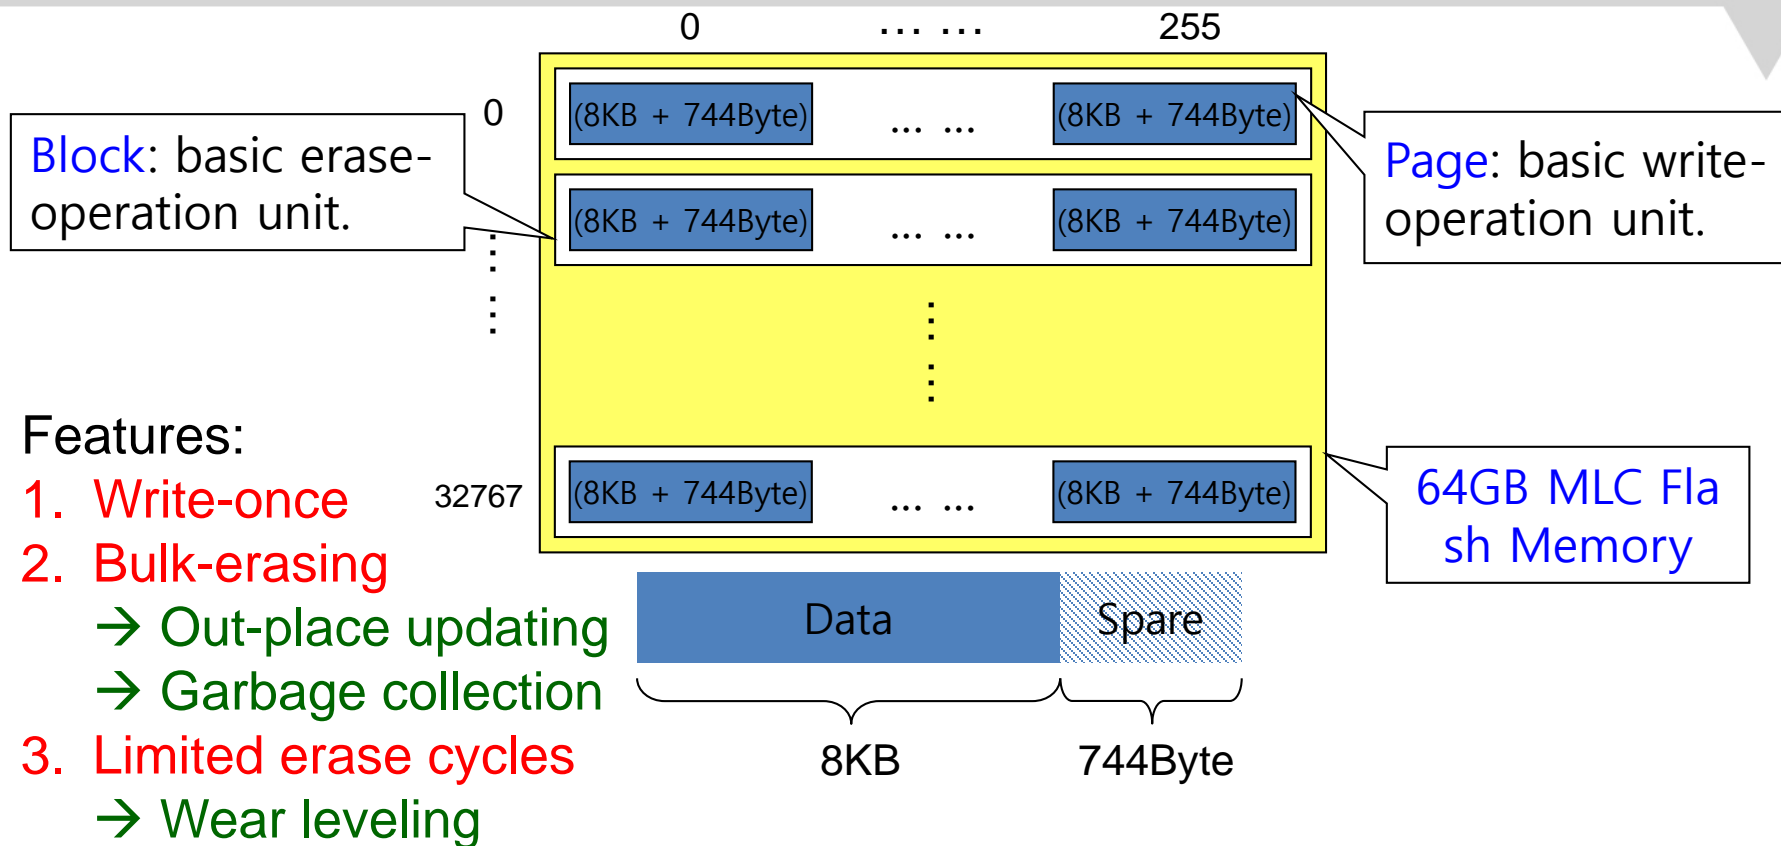 0 ... ... 255
0 (8KB + 744Byte) ... ... (8KB + 744Byte)
Block: basic erase-
operation unit.
Page: basic write-
operation unit.
(8KB + 744Byte) ... ... (8KB + 744Byte)
32767 (8KB + 744Byte) ... ... (8KB + 744Byte)
64GB MLC Fla
sh Memory
Features:
1. Write-once
2. Bulk-erasing
→ Out-place updating
→ Garbage collection
3. Limited erase cycles
→ Wear leveling
Data Spare
8KB 744Byte